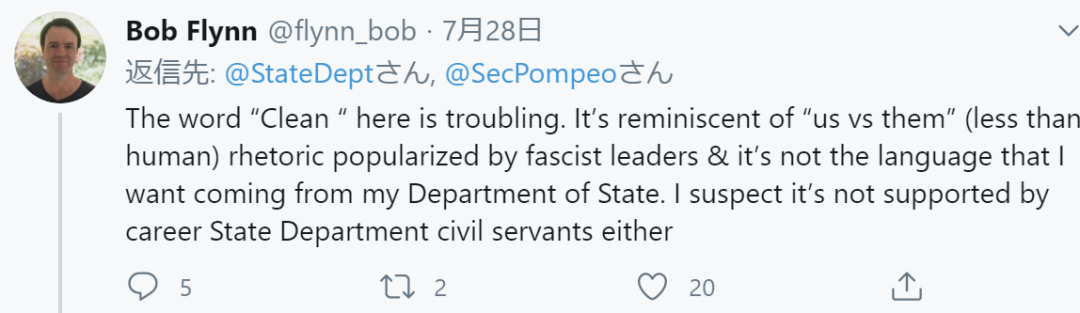 Bob Flynn @flynn_bob · 7月28日
返信先: @StateDeptさん, @SecPompeoさん
The word “Clean “ here is troubling. It’s reminiscent of “us vs them” (less than
human) rhetoric popularized by fascist leaders & it’s not the language that I
want coming from my Department of State. I suspect it’s not supported by
career State Department civil servants either
5 2 20